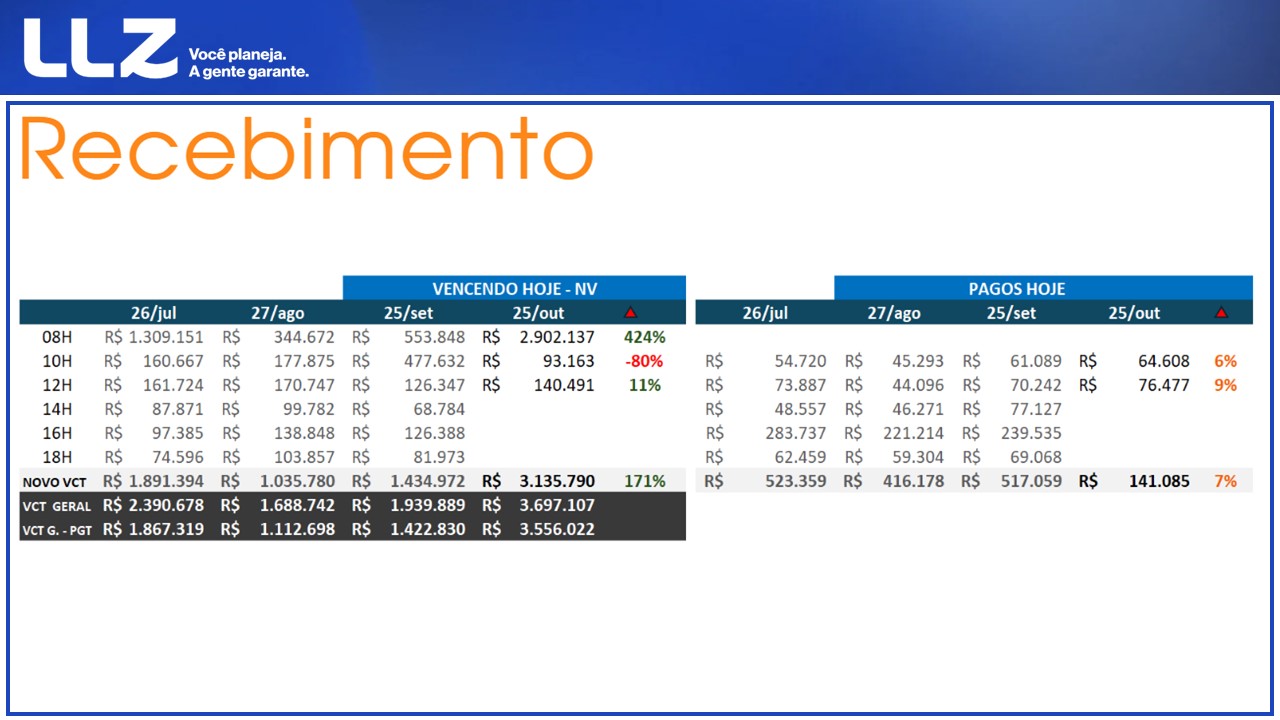 LLZ
Você planeja.
A gente garante.
Recebimento
VENCENDO HOJE - NV PAGOS HOJE
26/jul 27/ago 25/set 25/out 26/jul 27/ago 25/set 25/out
08H R$ 1.309.151 R$ 344.672 R$ 553.848 R$ 2.902.137 424%
10H R$ 160.667 R$ 177.875 R$ 477.632 R$ 93.163 -80% R$ 54.720 R$ 45.293 R$ 61.089 R$ 64.608 6%
12H R$ 161.724 R$ 170.747 R$ 126.347 R$ 140.491 11% R$ 73.887 R$ 44.096 R$ 70.242 R$ 76.477 9%
14H R$ 87.871 R$ 99.782 R$ 68.784 R$ 48.557 R$ 46.271 R$ 77.127
16H R$ 97.385 R$ 138.848 R$ 126.388 R$ 283.737 R$ 221.214 R$ 239.535
18H R$ 74.596 R$ 103.857 R$ 81.973 R$ 62.459 R$ 59.304 R$ 69.068
NOVO VCT R$ 1.891.394 R$ 1.035.780 R$ 1.434.972 R$ 3.135.790 171% R$ 523.359 R$ 416.178 R$ 517.059 R$ 141.085 7%
VCT GERAL R$ 2.390.678 R$ 1.688.742 R$ 1.939.889 R$ 3.697.107
VCT G. - PGT R$ 1.867.319 R$ 1.112.698 R$ 1.422.830 R$ 3.556.022